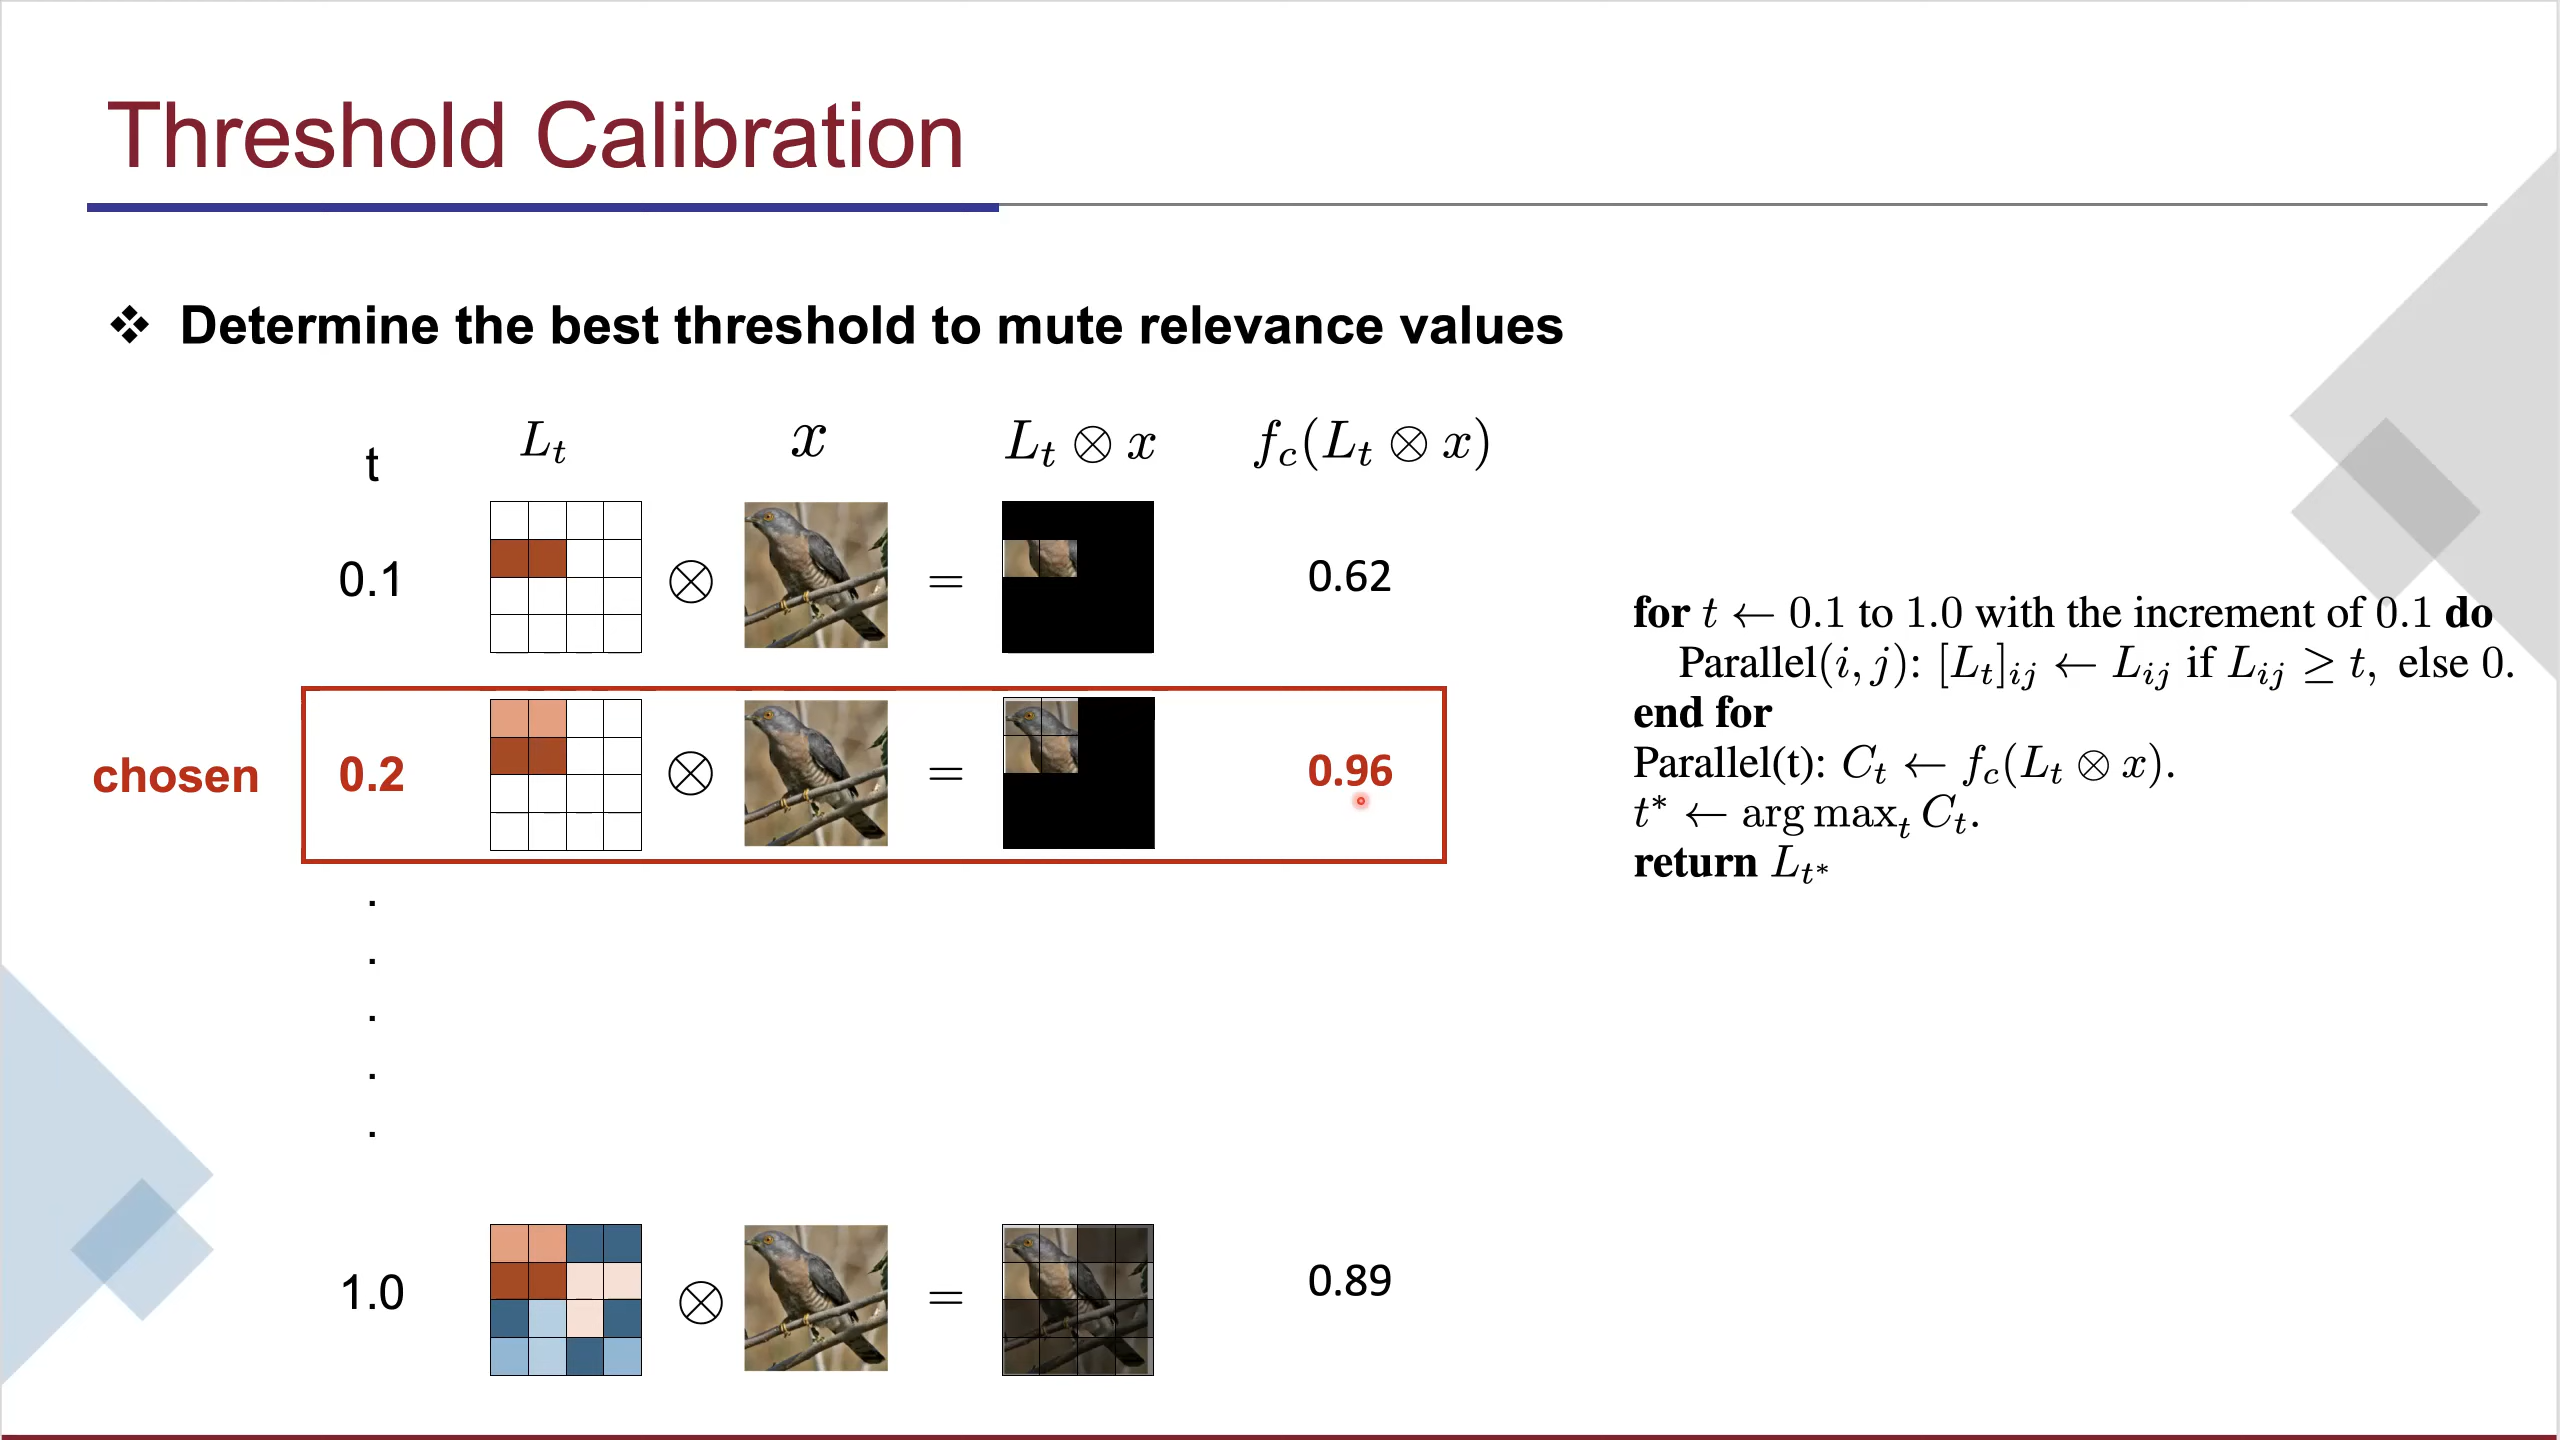 Threshold Calibration
❖ Determine the best threshold to mute relevance values
t L_t x L_t ⊗ x f_c(L_t ⊗ x)
0.1 ⊗ = 0.62
chosen 0.2 ⊗ = 0.96
.
.
.
.
.
1.0 ⊗ = 0.89
for t ← 0.1 to 1.0 with the increment of 0.1 do
Parallel(i, j): [L_t]_ij ← L_ij if L_ij ≥ t, else 0.
end for
Parallel(t): C_t ← f_c(L_t ⊗ x).
t* ← arg max_t C_t.
return L_t*